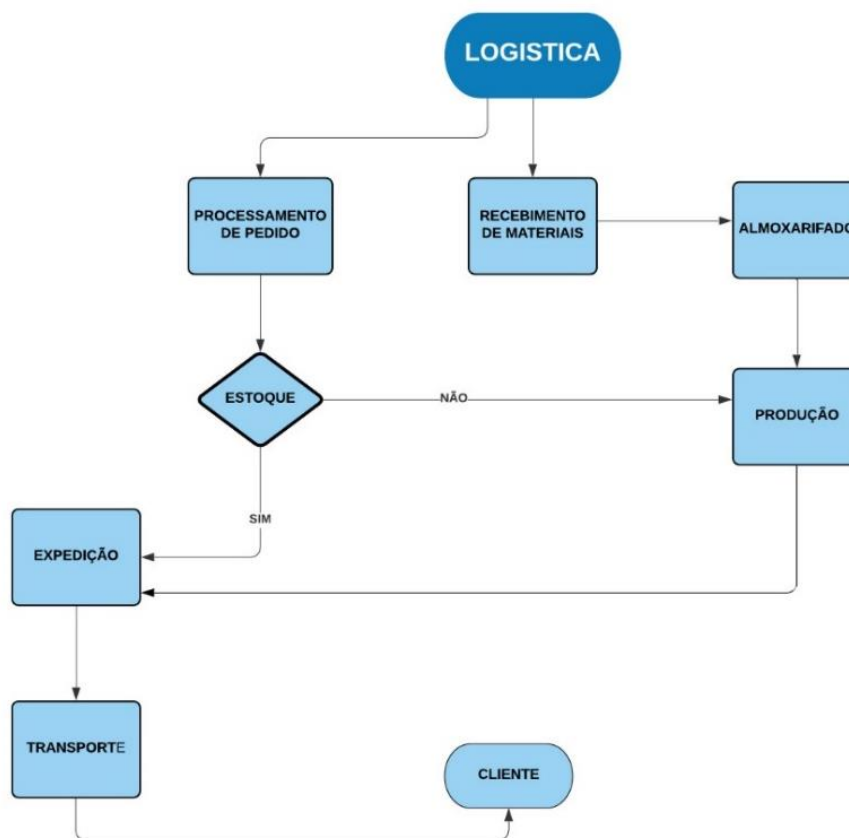 LOGISTICA
PROCESSAMENTO
DE PEDIDO
RECEBIMENTO
DE MATERIAIS
ALMOXARIFADO
ESTOQUE
NÃO
PRODUÇÃO
SIM
EXPEDIÇÃO
TRANSPORTE
CLIENTE